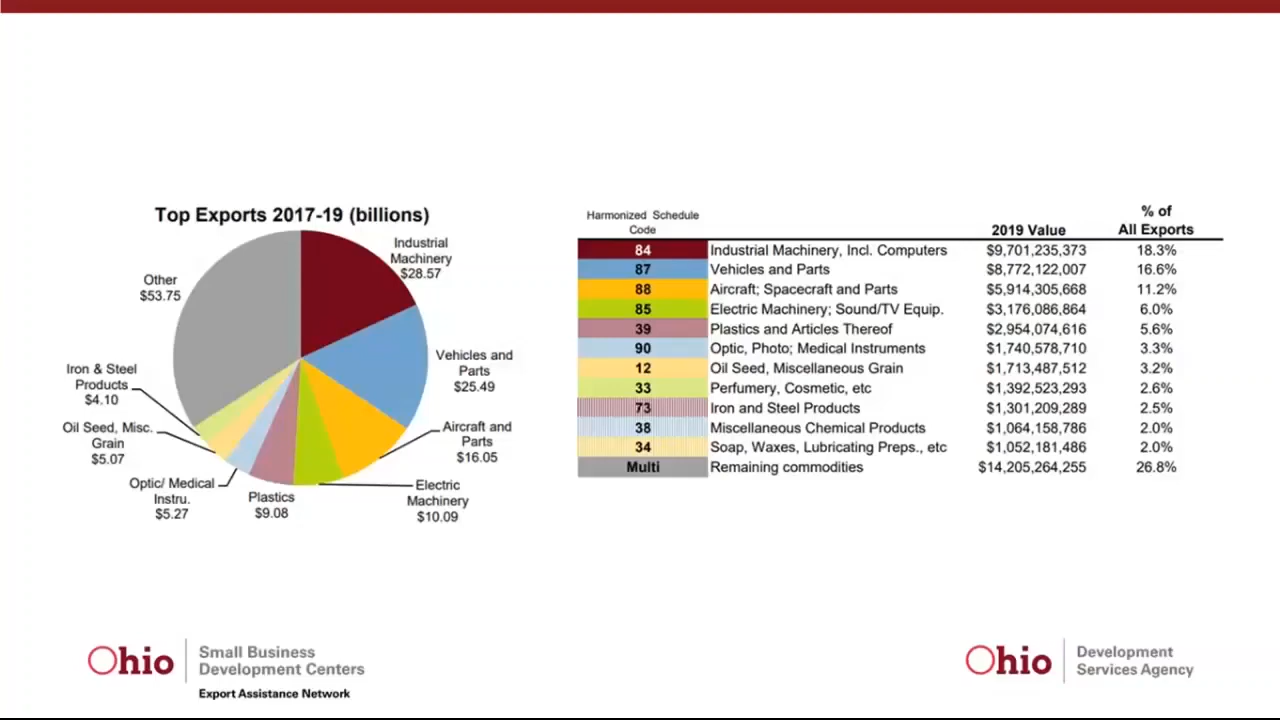 Top Exports 2017-19 (billions)
Industrial
Machinery
$28.57
Other
$53.75
Vehicles and
Parts
$25.49
Iron & Steel
Products
$4.10
Oil Seed, Misc.
Grain
$5.07
Aircraft and
Parts
$16.05
Optic/ Medical
Instru.
$5.27
Plastics
$9.08
Electric
Machinery
$10.09
Harmonized Schedule
Code
2019 Value
% of
All Exports
84 Industrial Machinery, Incl. Computers $9,701,235,373 18.3%
87 Vehicles and Parts $8,772,122,007 16.6%
88 Aircraft; Spacecraft and Parts $5,914,305,668 11.2%
85 Electric Machinery; Sound/TV Equip. $3,176,086,864 6.0%
39 Plastics and Articles Thereof $2,954,074,616 5.6%
90 Optic, Photo; Medical Instruments $1,740,578,710 3.3%
12 Oil Seed, Miscellaneous Grain $1,713,487,512 3.2%
33 Perfumery, Cosmetic, etc $1,392,523,293 2.6%
73 Iron and Steel Products $1,301,209,289 2.5%
38 Miscellaneous Chemical Products $1,064,158,786 2.0%
34 Soap, Waxes, Lubricating Preps., etc $1,052,181,486 2.0%
Multi Remaining commodities $14,205,264,255 26.8%
Ohio
Small Business
Development Centers
Export Assistance Network
Ohio
Development
Services Agency